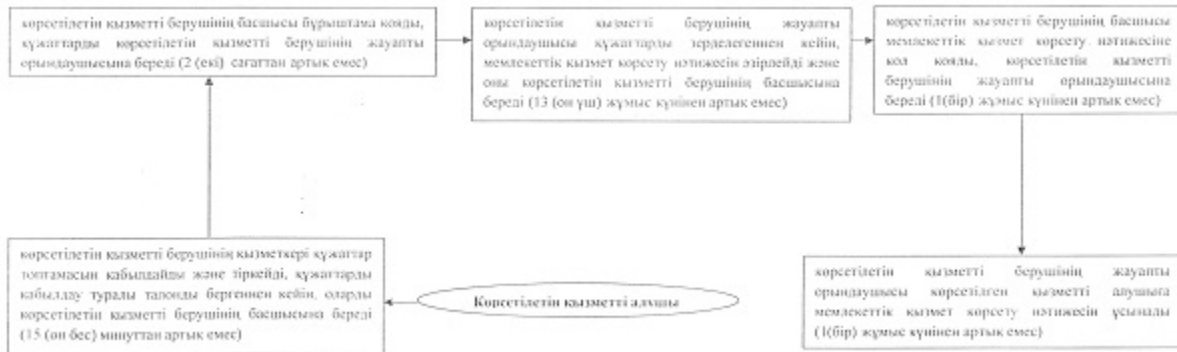 көрсетілетін қызметті берушінің басшысы бұрыштама қояды,
құжаттарды көрсетілетін қызметті берушінің жауапты
орындаушысына береді (2 (екі) сағаттан артық емес)
көрсетілетін қызметті берушінің жауапты
орындаушысы құжаттарды зерделегеннен кейін,
мемлекеттік қызмет көрсету нәтижесін әзірлейді және
оны көрсетілетін қызметті берушінің басшысына
береді (13 (он үш) жұмыс күнінен артық емес)
көрсетілетін қызметті берушінің басшысы
мемлекеттік қызмет көрсету нәтижесіне
қол қояды, көрсетілетін қызметті
берушінің жауапты орындаушысына
береді (1(бір) жұмыс күнінен артық емес)
көрсетілетін қызметті берушінің қызметкері құжаттар
топтамасын қабылдайды және тіркейді, құжаттарды
қабылдау туралы талонды бергеннен кейін, оларды
көрсетілетін қызметті берушінің басшысына береді
(15 (он бес) минуттан артық емес)
Көрсетілетін қызметті алушы
көрсетілетін қызметті берушінің жауапты
орындаушысы көрсетілген қызметті алушыға
мемлекеттік қызмет көрсету нәтижесін ұсынады
(1(бір) жұмыс күнінен артық емес)